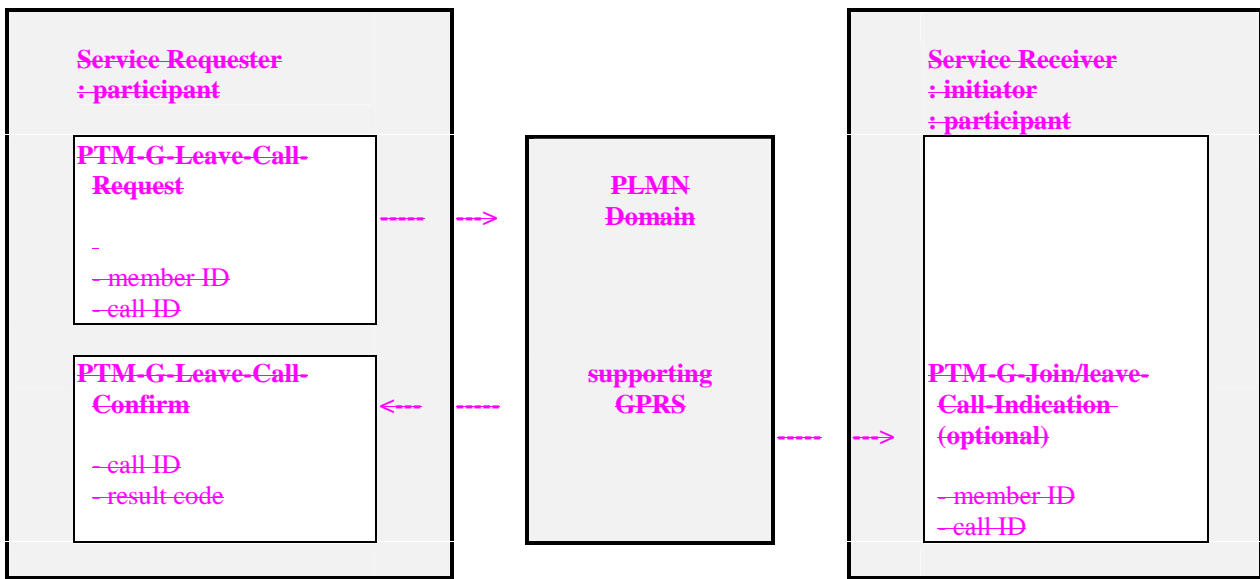 Service Requester
: participant
PTM-G-Leave-Call-
Request
-
- member ID
- call ID
PTM-G-Leave-Call-
Confirm
- call ID
- result code
----- --->
<--- -----
PLMN
Domain
supporting
GPRS
----- --->
Service Receiver
: initiator
: participant
PTM-G-Join/leave-
Call-Indication
(optional)
- member ID
- call ID